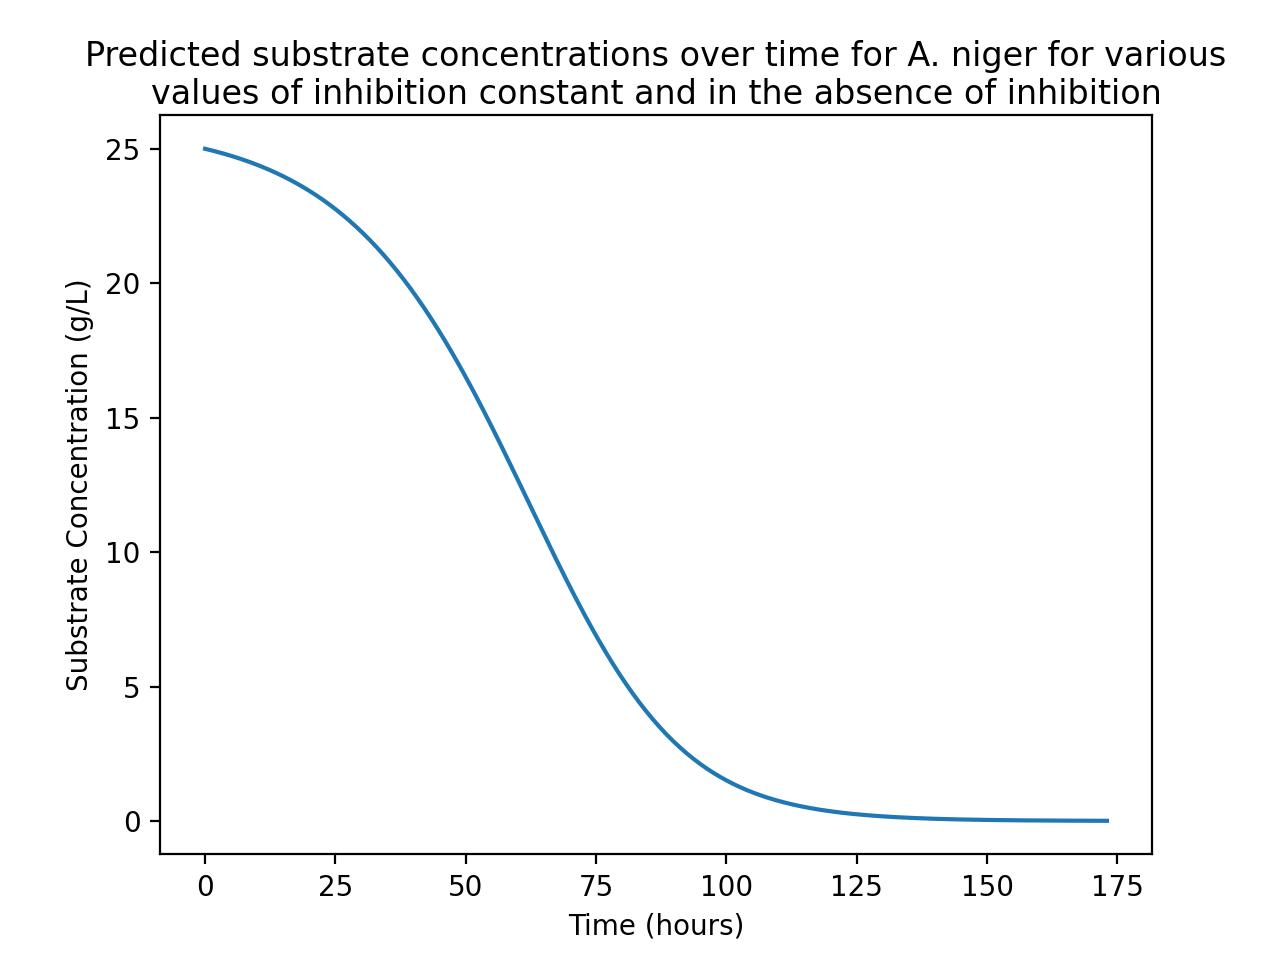 Predicted substrate concentrations over time for A. niger for various
values of inhibition constant and in the absence of inhibition
25
20
15
10
5
0
Substrate Concentration (g/L)
0 25 50 75 100 125 150 175
Time (hours)